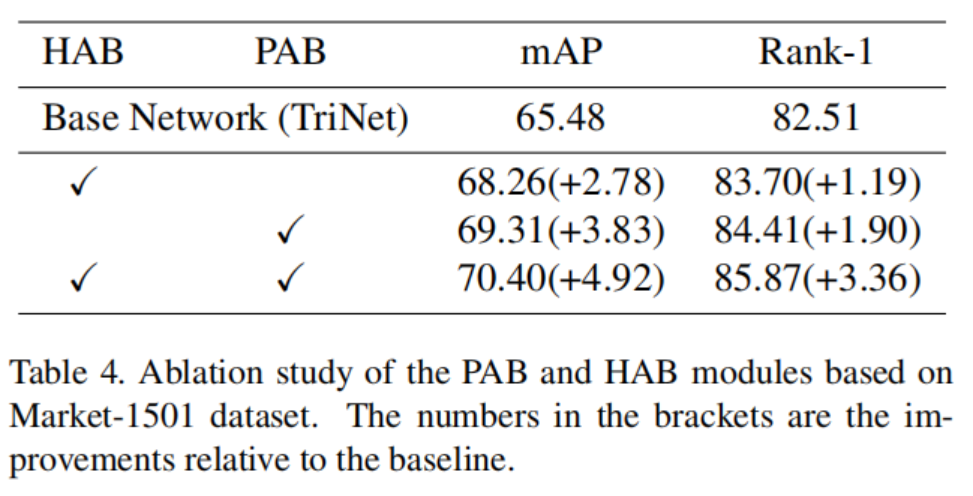 HAB PAB mAP Rank-1
Base Network (TriNet) 65.48 82.51
✓ 68.26(+2.78) 83.70(+1.19)
✓ 69.31(+3.83) 84.41(+1.90)
✓ ✓ 70.40(+4.92) 85.87(+3.36)
Table 4. Ablation study of the PAB and HAB modules based on
Market-1501 dataset. The numbers in the brackets are the im-
provements relative to the baseline.